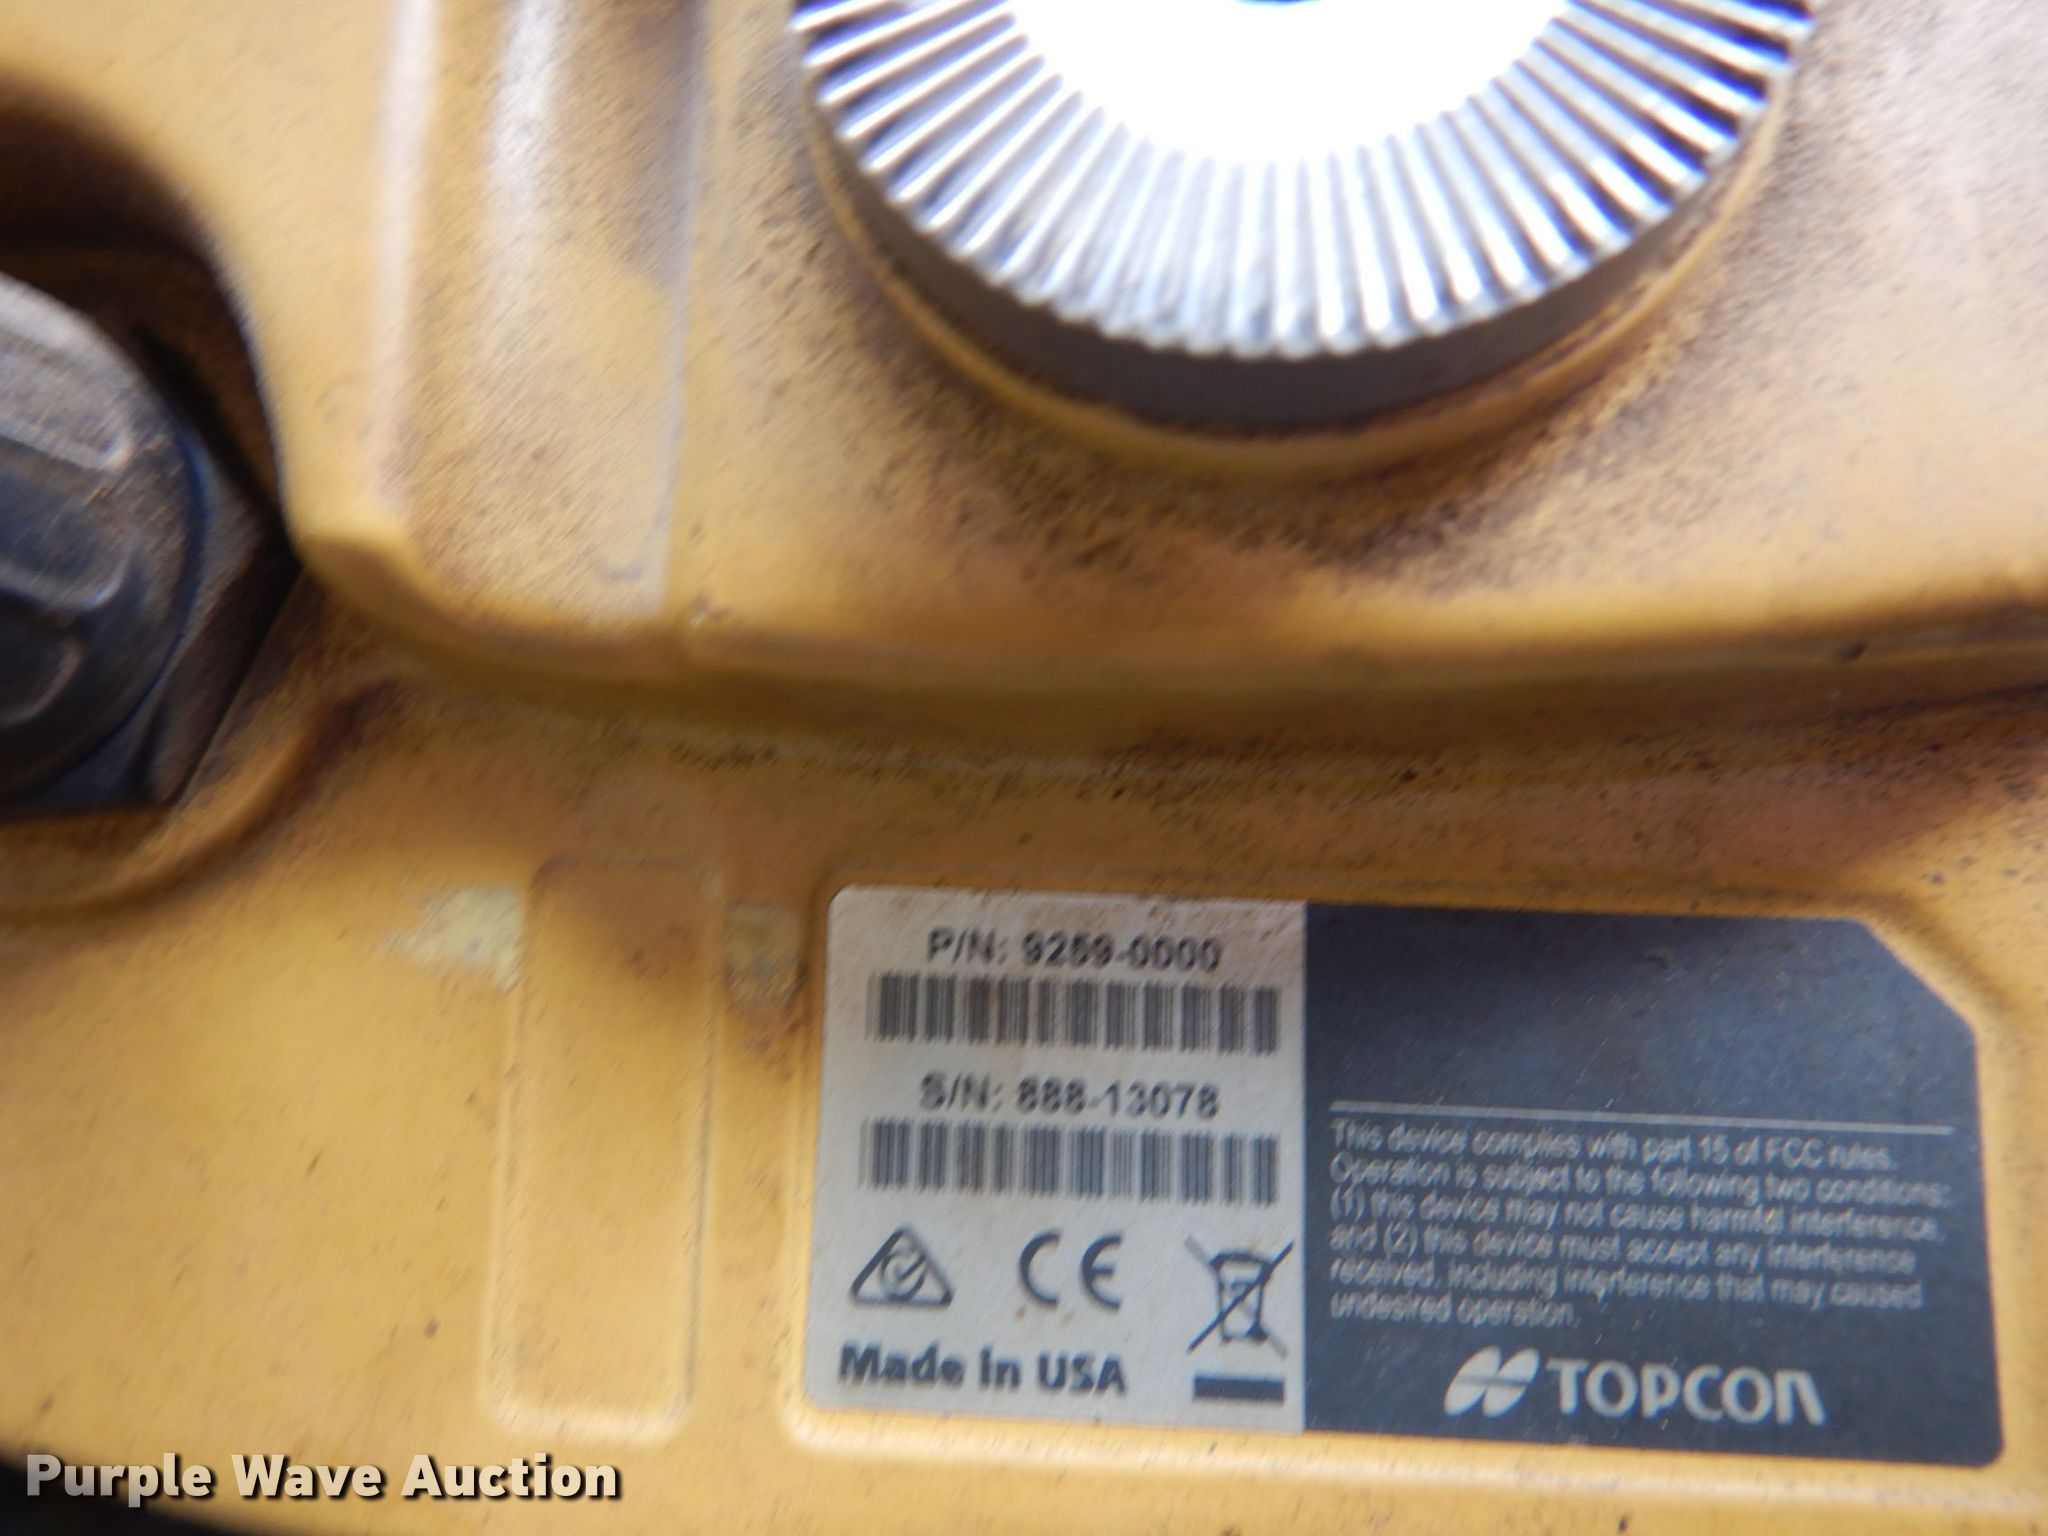 P/N: 9259-0000
S/N: 888-13078
CE
Made in USA
This device complies with part 15 of FCC rules.
Operation is subject to the following two conditions:
(1) this device may not cause harmful interference,
and (2) this device must accept any interference
received, including interference that may caused
undesired operation.
TOPCON
Purple Wave Auction